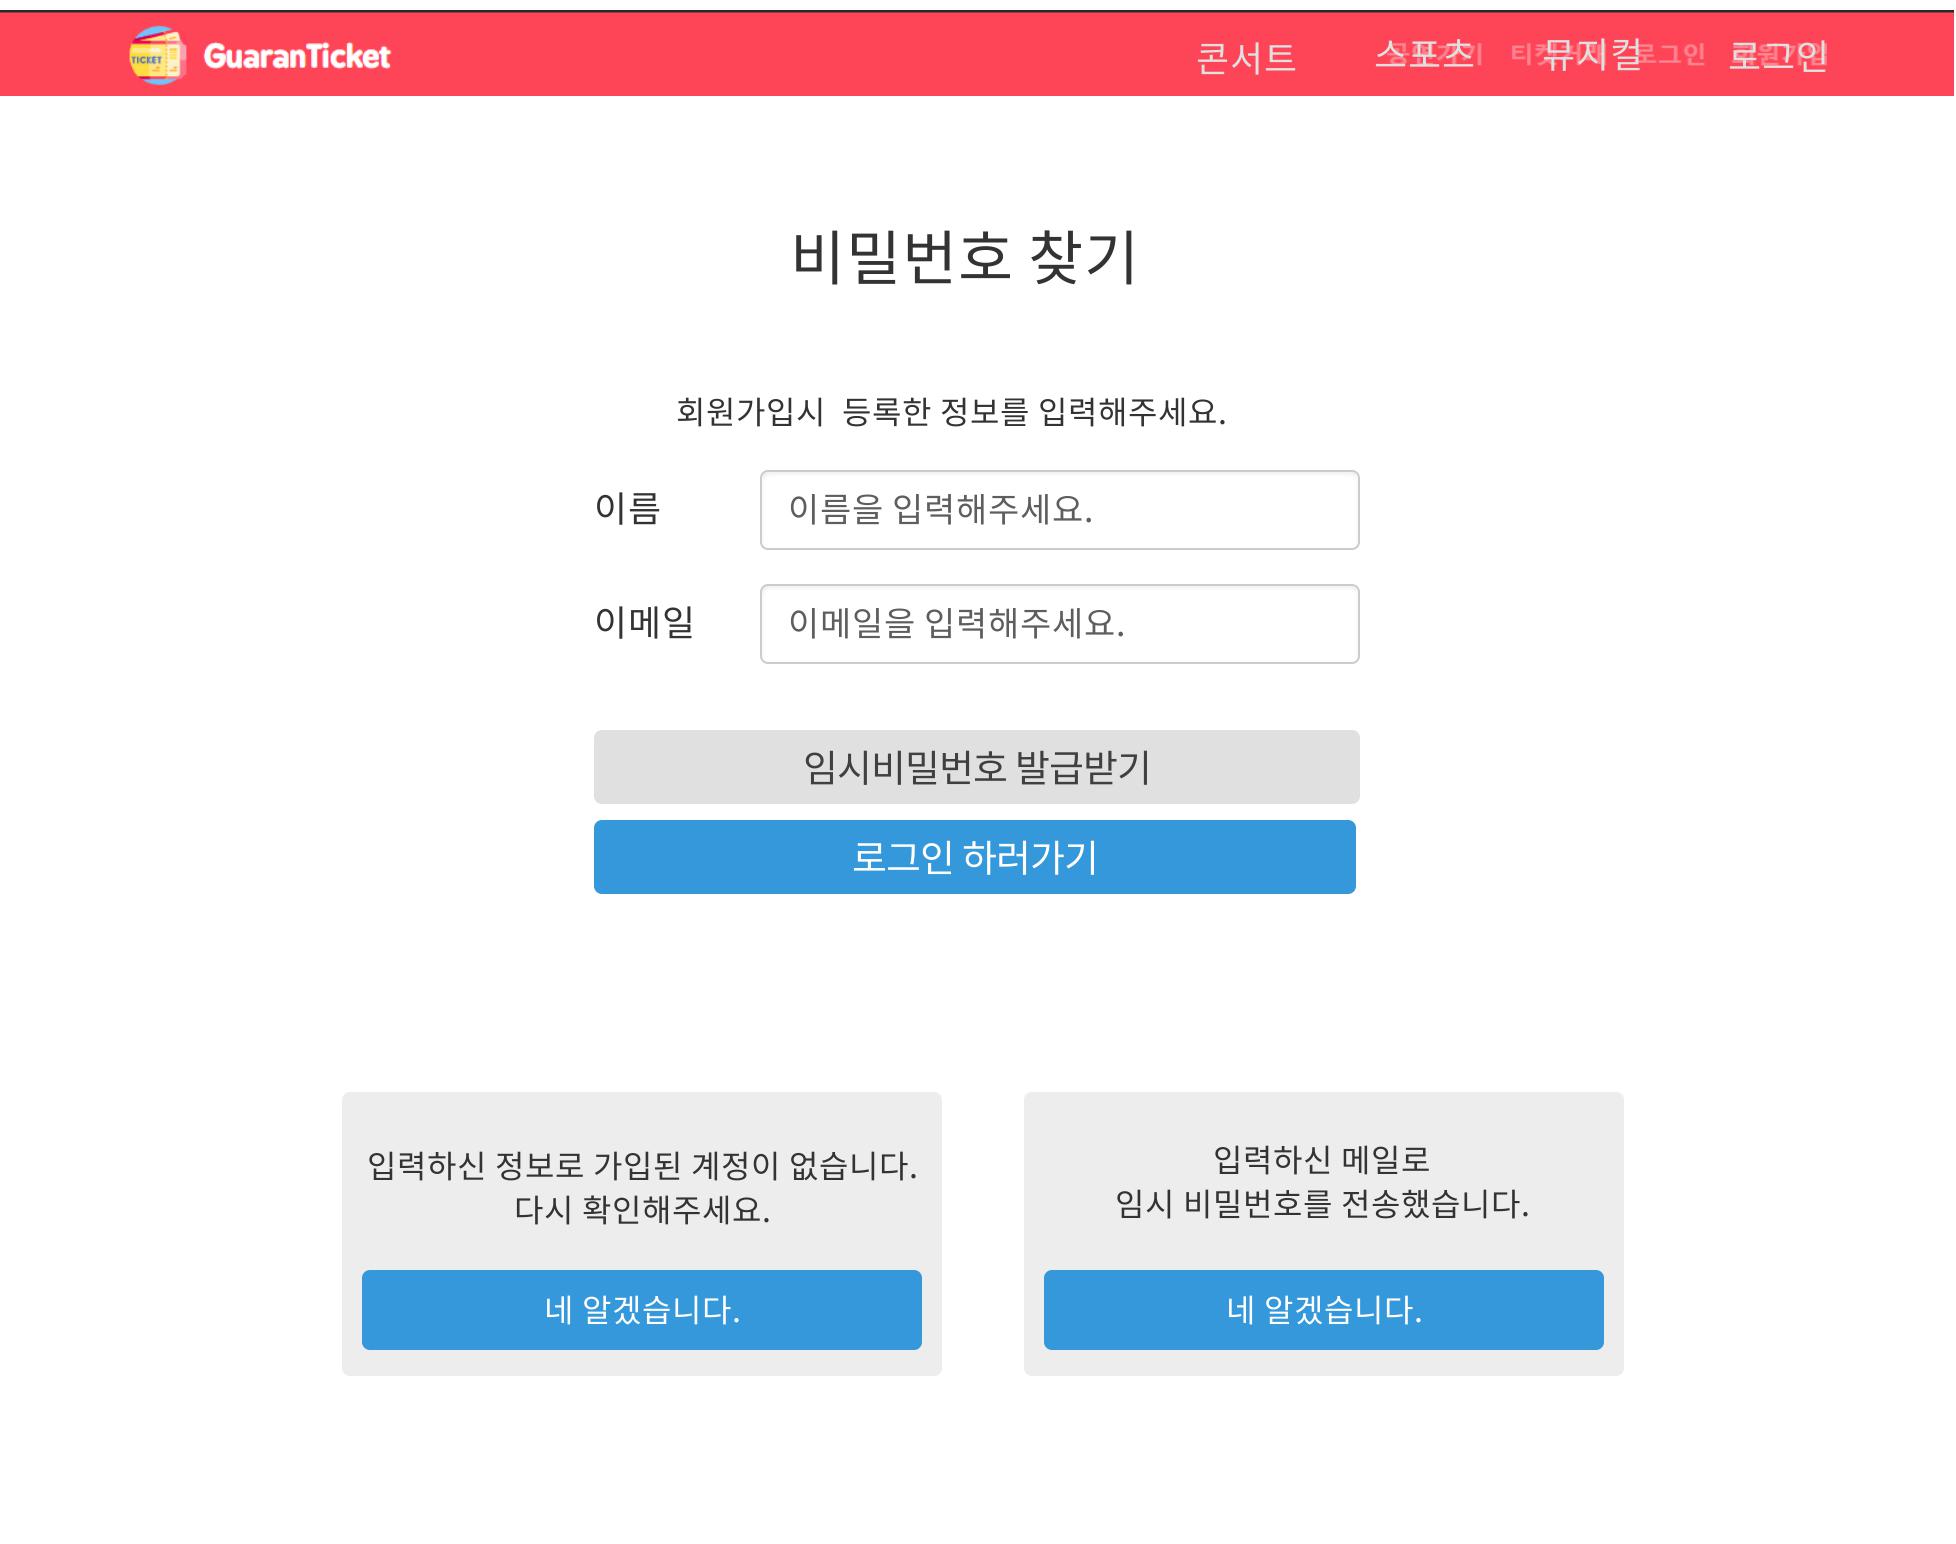 TICKET
GuaranTicket
콘서트 스포츠 뮤지컬 로그인
로그인
비밀번호 찾기
회원가입시 등록한 정보를 입력해주세요.
이름
이름을 입력해주세요.
이메일
이메일을 입력해주세요.
임시비밀번호 발급받기
로그인 하러가기
입력하신 정보로 가입된 계정이 없습니다.
다시 확인해주세요.
네 알겠습니다.
입력하신 메일로
임시 비밀번호를 전송했습니다.
네 알겠습니다.